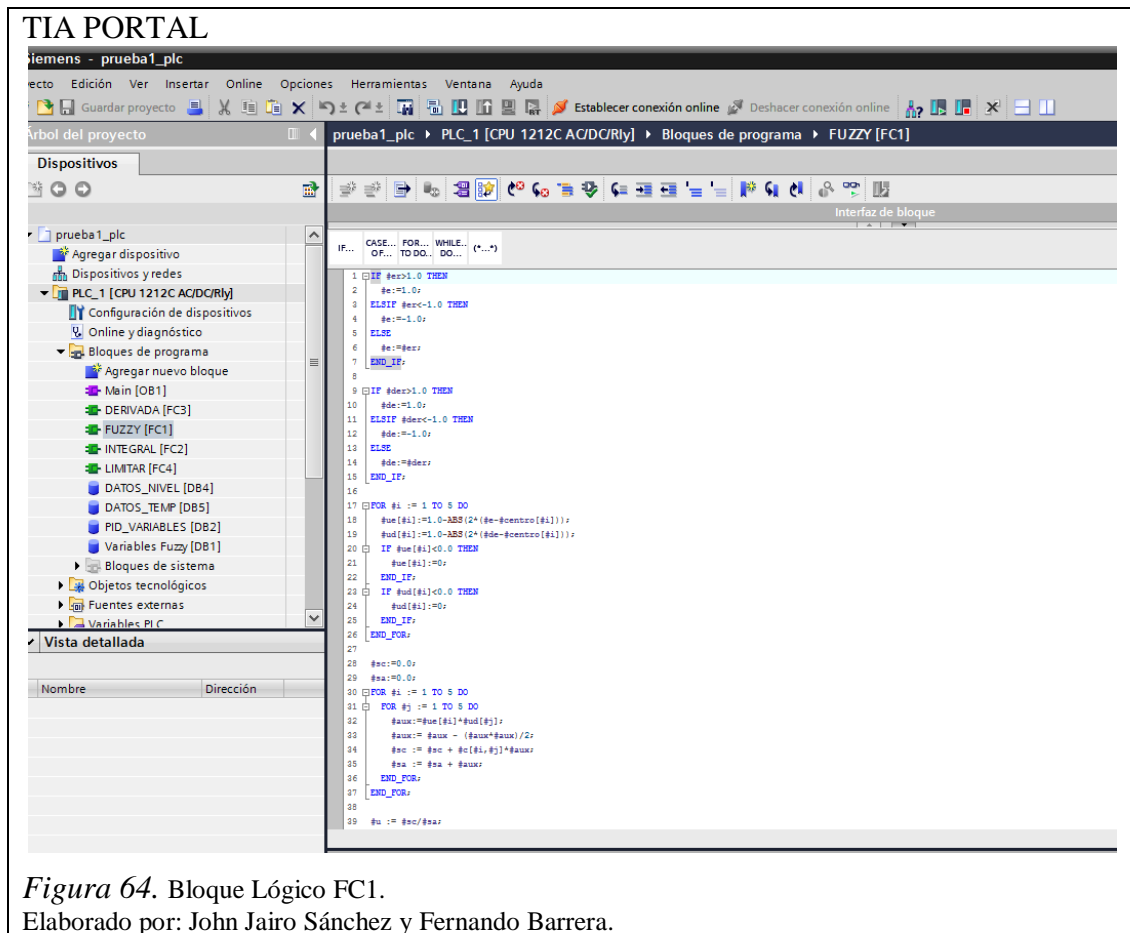 TIA PORTAL
Siemens - prueba1_plc
yecto Edición Ver Insertar Online Opciones Herramientas Ventana Ayuda
Guardar proyecto Establecer conexión online Deshacer conexión online
Árbol del proyecto
prueba1_plc PLC_1 [CPU 1212C AC/DC/Rly] Bloques de programa FUZZY [FC1]
Dispositivos
Interfaz de bloque
prueba1_plc
Agregar dispositivo
Dispositivos y redes
PLC_1 [CPU 1212C AC/DC/Rly]
Configuración de dispositivos
Online y diagnóstico
Bloques de programa
Agregar nuevo bloque
Main [OB1]
DERIVADA [FC3]
FUZZY [FC1]
INTEGRAL [FC2]
LIMITAR [FC4]
DATOS_NIVEL [DB4]
DATOS_TEMP [DB5]
PID_VARIABLES [DB2]
Variables Fuzzy [DB1]
Bloques de sistema
Objetos tecnológicos
Fuentes externas
Variables PLC
Vista detallada
Nombre Dirección
IF... CASE... FOR... WHILE.. (*...*)
OF... TO DO.. DO...
1 IF #er>1.0 THEN
2 #e:=1.0;
3 ELSIF #er<-1.0 THEN
4 #e:=-1.0;
5 ELSE
6 #e:=#er;
7 END_IF;
8
9 IF #der>1.0 THEN
10 #de:=1.0;
11 ELSIF #der<-1.0 THEN
12 #de:=-1.0;
13 ELSE
14 #de:=#der;
15 END_IF;
16
17 FOR #i := 1 TO 5 DO
18 #ue[#i]:=1.0-ABS(2*(#e-#centro[#i]));
19 #ud[#i]:=1.0-ABS(2*(#de-#centro[#i]));
20 IF #ue[#i]<0.0 THEN
21 #ue[#i]:=0;
22 END_IF;
23 IF #ud[#i]<0.0 THEN
24 #ud[#i]:=0;
25 END_IF;
26 END_FOR;
27
28 #sc:=0.0;
29 #sa:=0.0;
30 FOR #i := 1 TO 5 DO
31 FOR #j := 1 TO 5 DO
32 #aux:=#ue[#i]*#ud[#j];
33 #aux:= #aux - (#aux*#aux)/2;
34 #sc := #sc + #c[#i,#j]*#aux;
35 #sa := #sa + #aux;
36 END_FOR;
37 END_FOR;
38
39 #u := #sc/#sa;
Figura 64. Bloque Lógico FC1.
Elaborado por: John Jairo Sánchez y Fernando Barrera.